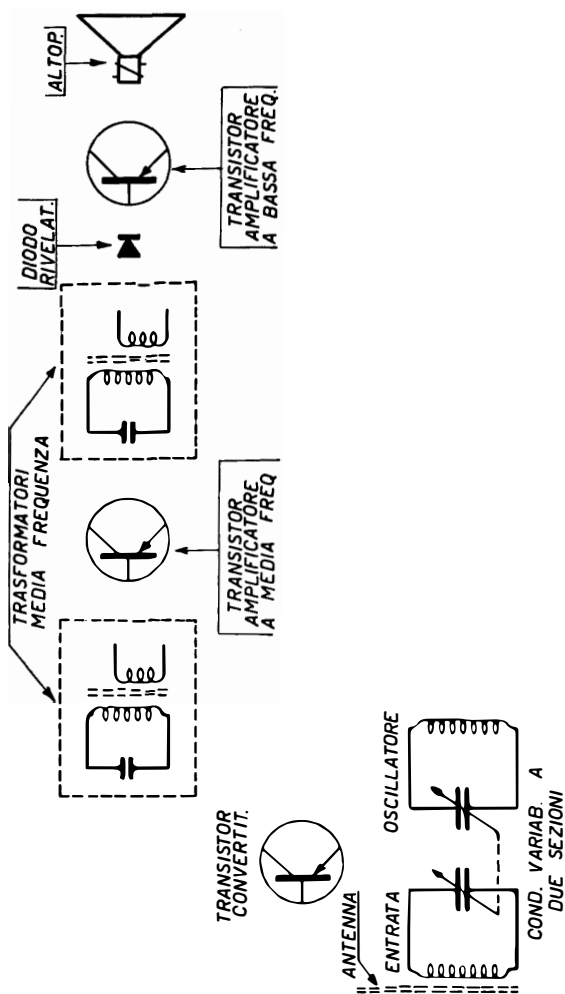 ANTENNA
ENTRATA
OSCILLATORE
COND. VARIAB. A
DUE SEZIONI
TRANSISTOR
CONVERTIT.
TRASFORMATORI
MEDIA FREQUENZA
TRANSISTOR
AMPLIFICATORE
A MEDIA FREQ
DIODO
RIVELAT.
TRANSISTOR
AMPLIFICATORE
A BASSA FREQ.
ALTOP.